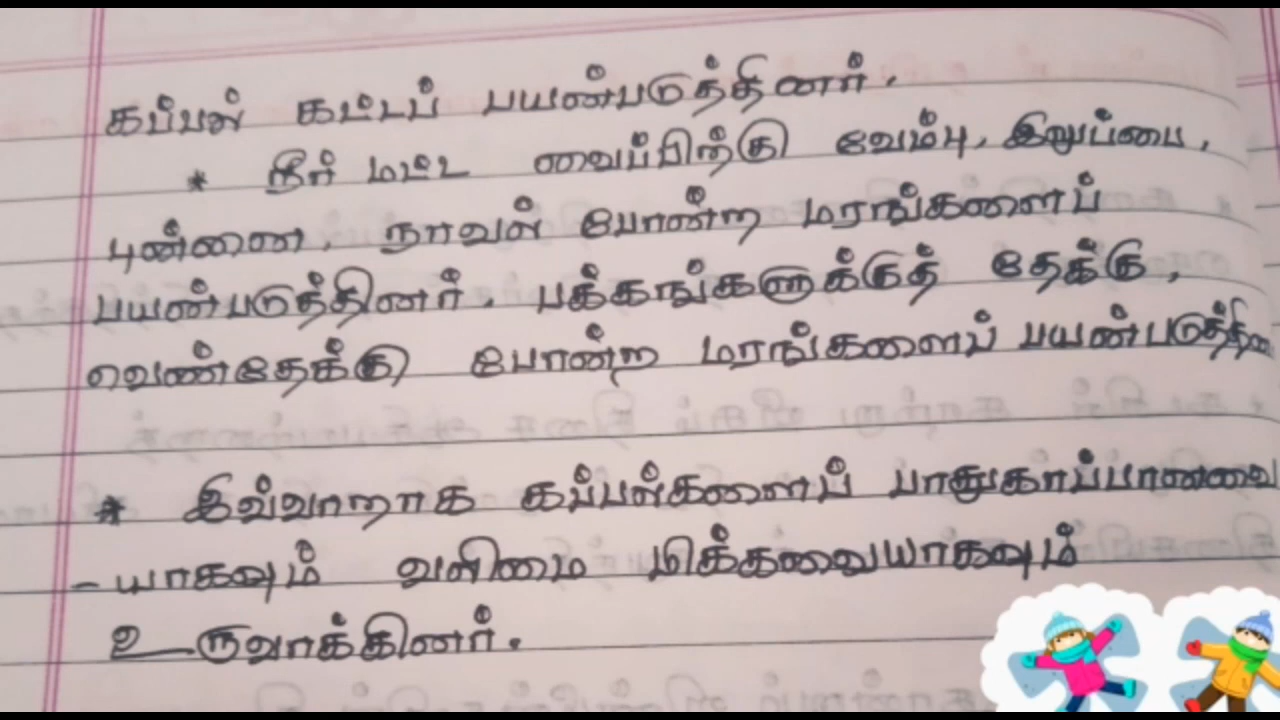 கப்பல் கட்டப் பயன்படுத்தினர்.
* நீர் மட்ட வைப்பிற்கு வேம்பு, இலுப்பை,
புன்னை, நாவல் போன்ற மரங்களைப்
பயன்படுத்தினர். பக்கங்களுக்குத் தேக்கு,
வெண்தேக்கு போன்ற மரங்களைப் பயன்படுத்தின
* இவ்வாறாக கப்பல்களைப் பாதுகாப்பானவை
- யாகவும் வலிமை மிக்கவையாகவும்
உருவாக்கினர்.